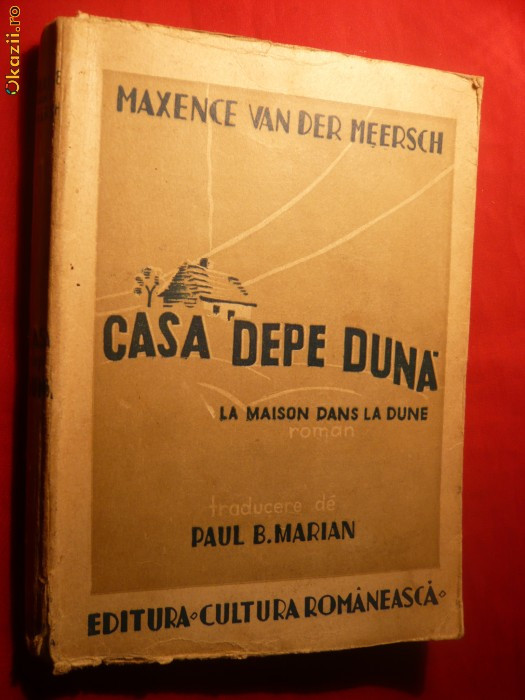 Okazii.ro
MAXENCE VAN DER MEERSCH
CASA DEPE DUNĂ
LA MAISON DANS LA DUNE
roman
traducere de
PAUL B. MARIAN
EDITURA CULTURA ROMÂNEASCĂ